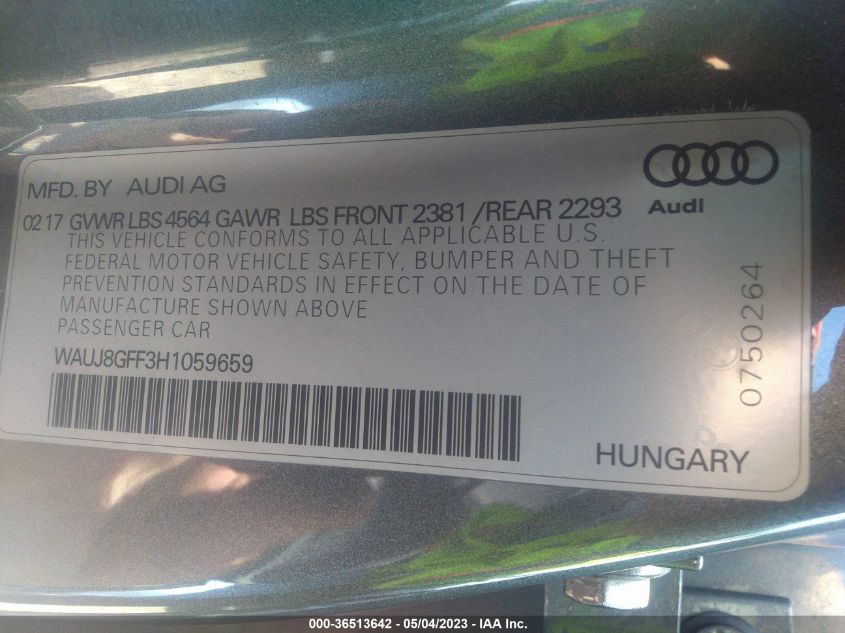 MFD. BY AUDI AG
Audi
02 17 GVWR LBS 4564 GAWR LBS FRONT 2381 / REAR 2293
THIS VEHICLE CONFORMS TO ALL APPLICABLE U.S.
FEDERAL MOTOR VEHICLE SAFETY, BUMPER AND THEFT
PREVENTION STANDARDS IN EFFECT ON THE DATE OF
MANUFACTURE SHOWN ABOVE
PASSENGER CAR
WAUJ8GFF3H1059659
0750264
HUNGARY
000-36513642 - 05/04/2023 - IAA Inc.